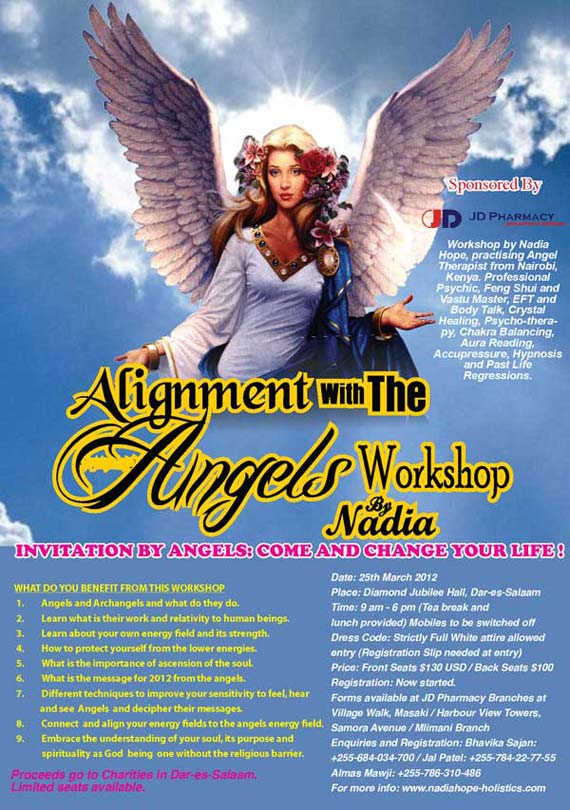 Sponsored By
JD JD PHARMACY
Workshop by Nadia
Hope, practising Angel
Therapist from Nairobi,
Kenya. Professional
Psychic, Feng Shui and
Vastu Master, EFT and
Body Talk, Crystal
Healing, Psycho-thera-
py, Chakra Balancing,
Aura Reading,
Accupressure, Hypnosis
and Past Life
Regressions.
Alignment With The
Angels Workshop
By
Nadia
INVITATION BY ANGELS: COME AND CHANGE YOUR LIFE !
WHAT DO YOU BENEFIT FROM THIS WORKSHOP
1. Angels and Archangels and what do they do.
2. Learn what is their work and relativity to human beings.
3. Learn about your own energy field and its strength.
4. How to protect yourself from the lower energies.
5. What is the importance of ascension of the soul.
6. What is the message for 2012 from the angels.
7. Different techniques to improve your sensitivity to feel, hear
and see Angels and decipher their messages.
8. Connect and align your energy fields to the angels energy field.
9. Embrace the understanding of your soul, its purpose and
spirituality as God being one without the religious barrier.
Proceeds go to Charities in Dar-es-Salaam.
Limited seats available.
Date: 25th March 2012
Place: Diamond Jubilee Hall, Dar-es-Salaam
Time: 9 am - 6 pm (Tea break and
lunch provided) Mobiles to be switched off
Dress Code: Strictly Full White attire allowed
entry (Registration Slip needed at entry)
Price: Front Seats $130 USD / Back Seats $100
Registration: Now started.
Forms available at JD Pharmacy Branches at
Village Walk, Masaki / Harbour View Towers,
Samora Avenue / Mlimani Branch
Enquiries and Registration: Bhavika Sajan:
+255-684-034-700 / Jal Patel: +255-784-22-77-55
Almas Mawji: +255-786-310-486
For more info: www.nadiahope-holistics.com